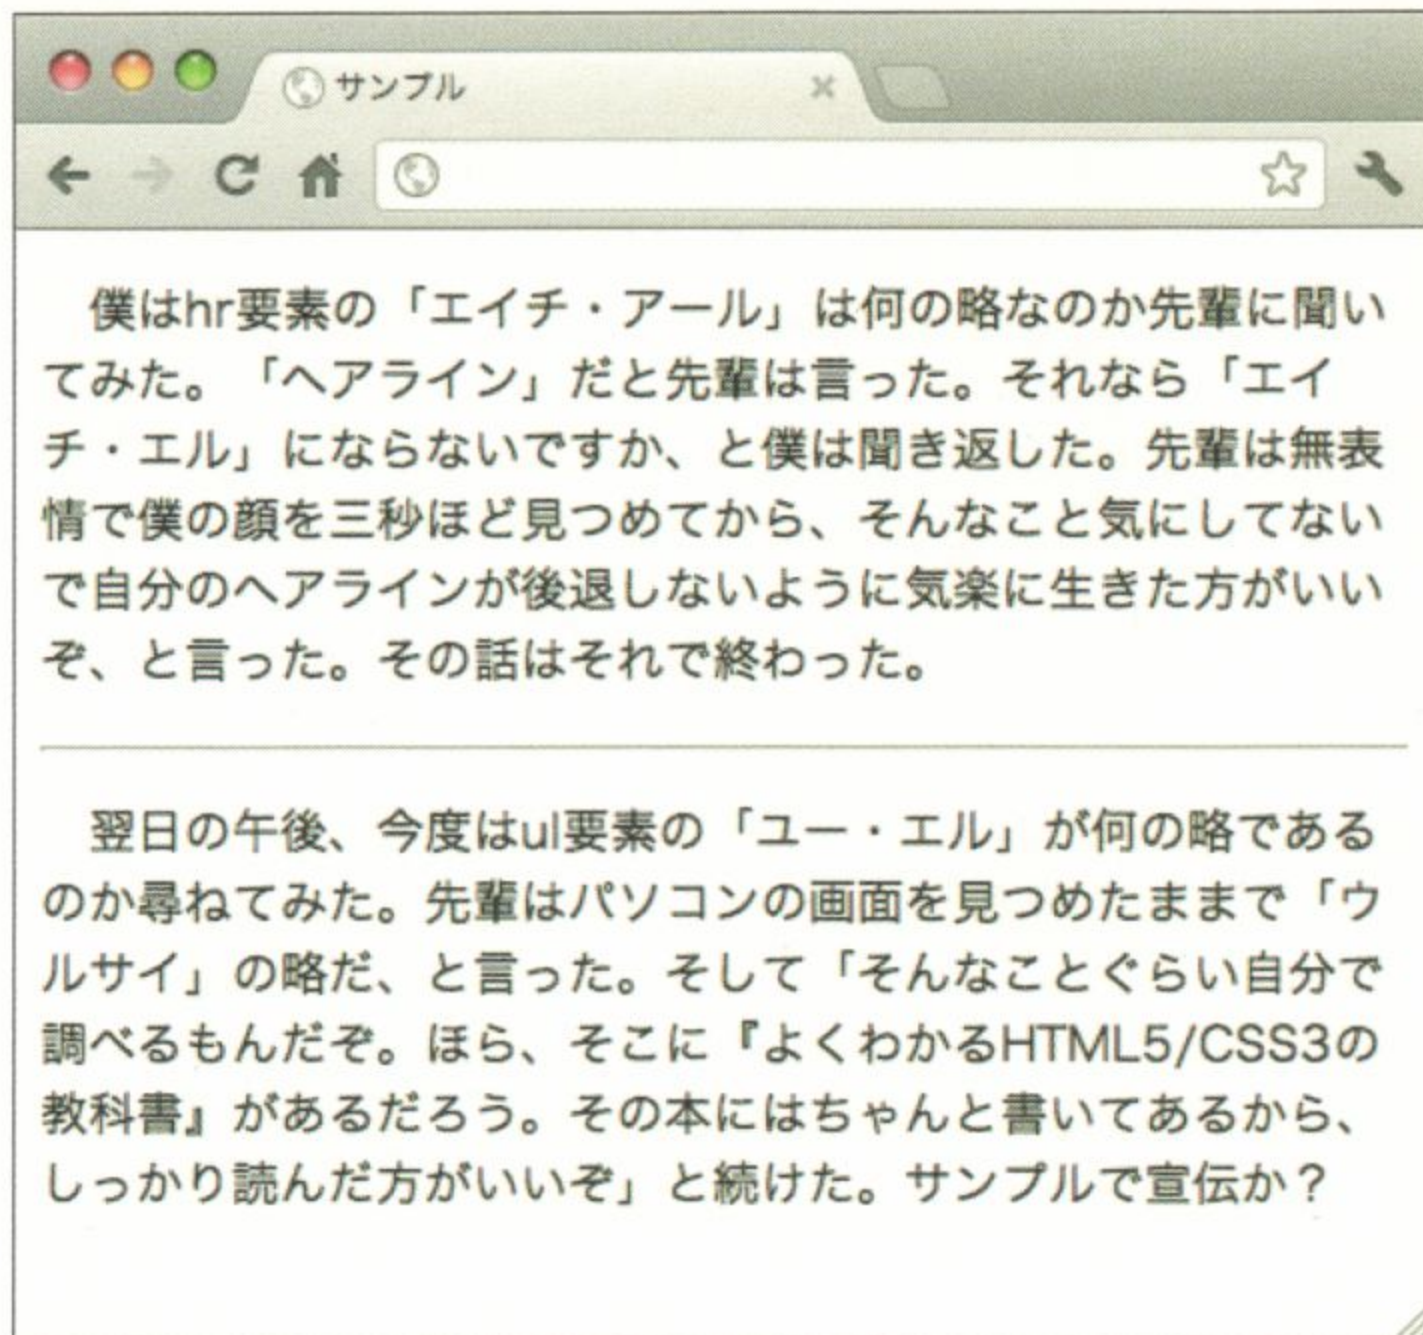 サンプル
僕はhr要素の「エイチ・アール」は何の略なのか先輩に聞い
てみた。「ヘアライン」だと先輩は言った。それなら「エイ
チ・エル」にならないですか、と僕は聞き返した。先輩は無表
情で僕の顔を三秒ほど見つめてから、そんなこと気にしてない
で自分のヘアラインが後退しないように気楽に生きた方がいい
ぞ、と言った。その話はそれで終わった。
翌日の午後、今度はul要素の「ユー・エル」が何の略である
のか尋ねてみた。先輩はパソコンの画面を見つめたままで「ウ
ルサイ」の略だ、と言った。そして「そんなことぐらい自分で
調べるもんだぞ。ほら、そこに『よくわかるHTML5/CSS3の
教科書』があるだろう。その本にはちゃんと書いてあるから、
しっかり読んだ方がいいぞ」と続けた。サンプルで宣伝か？